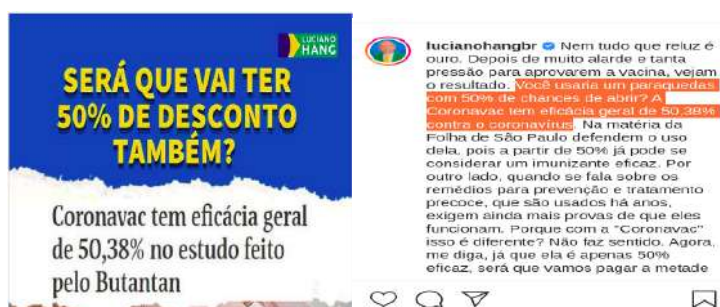 LUCIANO
HANG
SERÁ QUE VAI TER
50% DE DESCONTO
TAMBÉM?
Coronavac tem eficácia geral
de 50,38% no estudo feito
pelo Butantan
lucianohangbr Nem tudo que reluz é
ouro. Depois de muito alarde e tanta
pressão para aprovarem a vacina, vejam
o resultado. Você usaria um paraquedas
com 50% de chances de abrir? A
Coronavac tem eficácia geral de 50,38%
contra o coronavírus. Na matéria da
Folha de São Paulo defendem o uso
dela, pois a partir de 50% já pode se
considerar um imunizante eficaz. Por
outro lado, quando se fala sobre os
remédios para prevenção e tratamento
precoce, que são usados há anos,
exigem ainda mais provas de que eles
funcionam. Porque com a "Coronavac"
isso é diferente? Não faz sentido. Agora,
me diga, já que ela é apenas 50%
eficaz, será que vamos pagar a metade